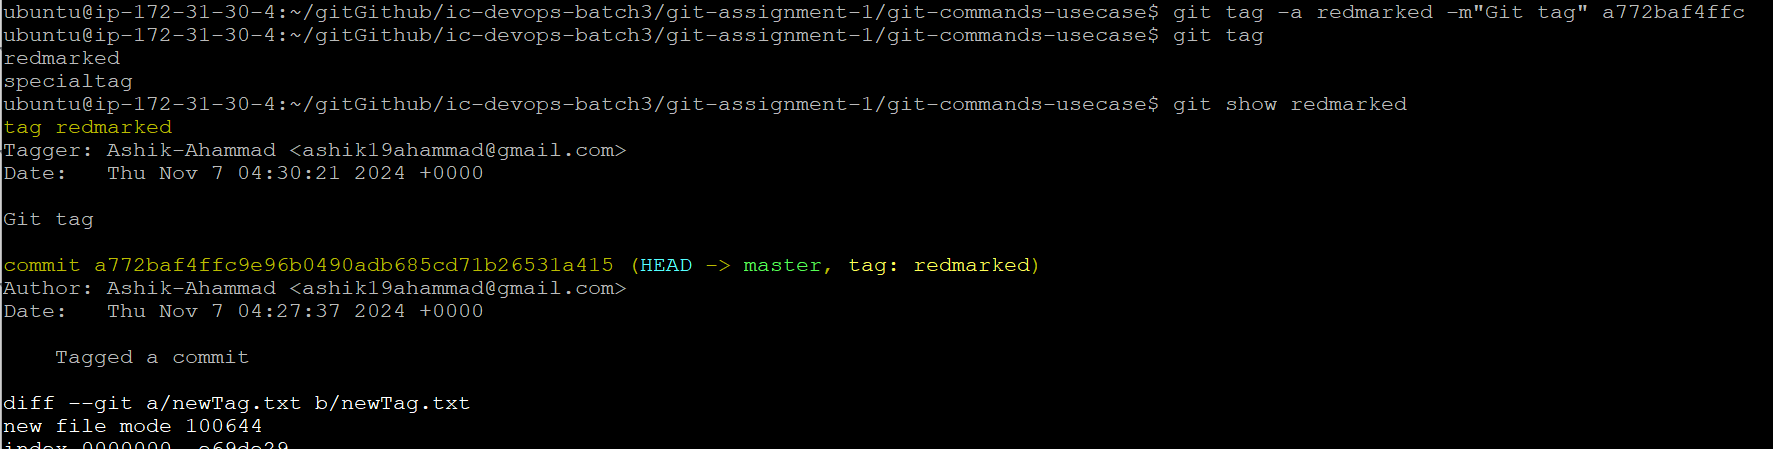 ubuntu@ip-172-31-30-4:~/gitGithub/ic-devops-batch3/git-assignment-1/git-commands-usecase$ git tag -a redmarked -m"Git tag" a772baf4ffc
ubuntu@ip-172-31-30-4:~/gitGithub/ic-devops-batch3/git-assignment-1/git-commands-usecase$ git tag
redmarked
specialtag
ubuntu@ip-172-31-30-4:~/gitGithub/ic-devops-batch3/git-assignment-1/git-commands-usecase$ git show redmarked
tag redmarked
Tagger: Ashik-Ahammad <ashik19ahammad@gmail.com>
Date:   Thu Nov 7 04:30:21 2024 +0000
Git tag
commit a772baf4ffc9e96b0490adb685cd71b26531a415 (HEAD -> master, tag: redmarked)
Author: Ashik-Ahammad <ashik19ahammad@gmail.com>
Date:   Thu Nov 7 04:27:37 2024 +0000
    Tagged a commit
diff --git a/newTag.txt b/newTag.txt
new file mode 100644
index 0000000..e69de29